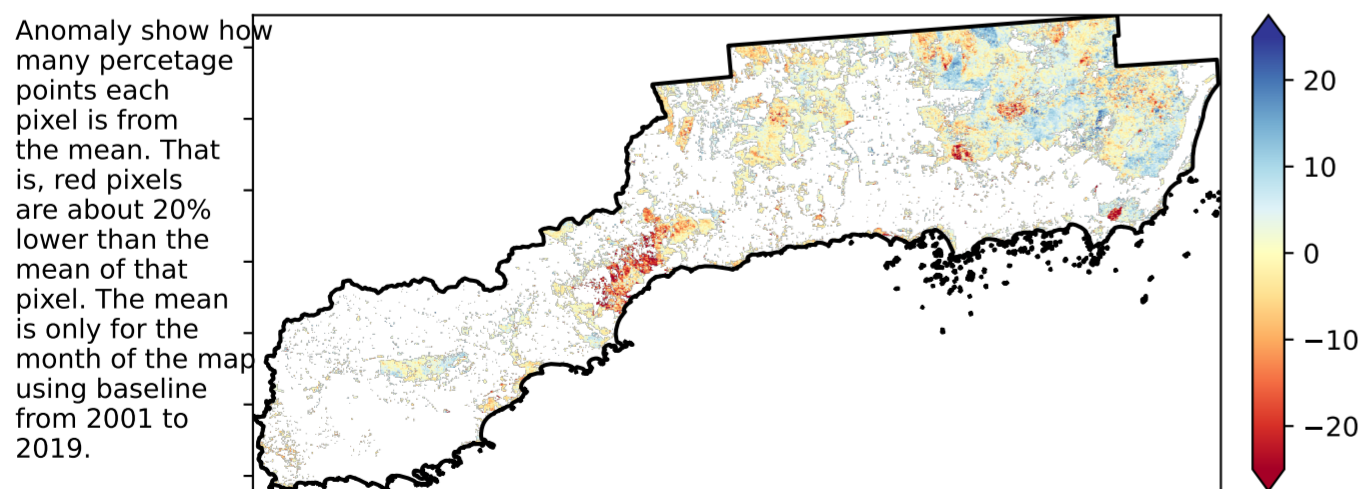 Anomaly show how
many percetage
points each
pixel is from
the mean. That
is, red pixels
are about 20%
lower than the
mean of that
pixel. The mean
is only for the
month of the map
using baseline
from 2001 to
2019.
20
10
0
−10
−20